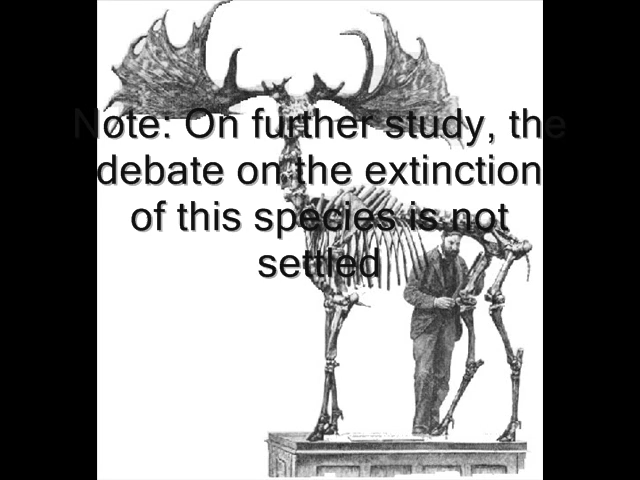 Note: On further study, the
debate on the extinction
of this species is not
settled